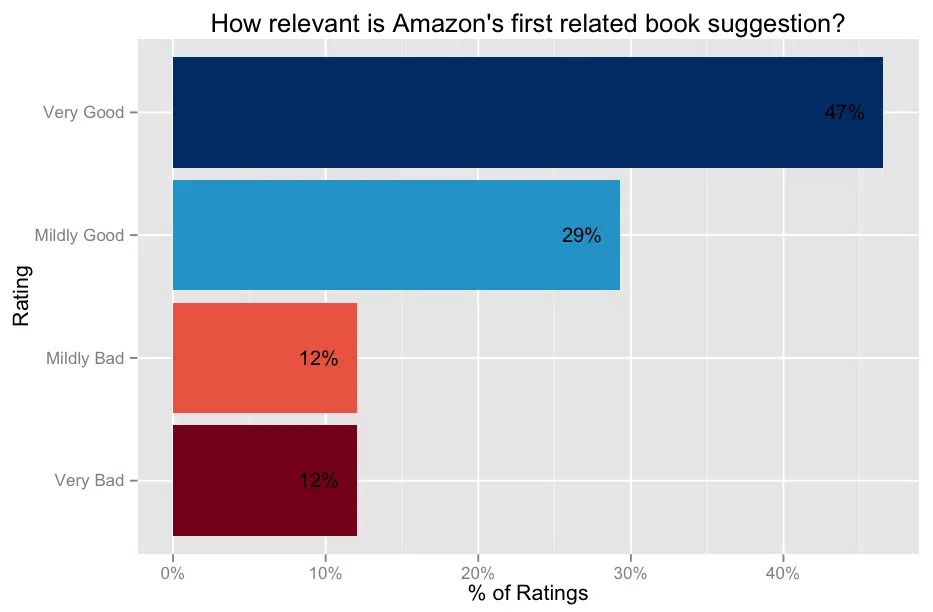 How relevant is Amazon's first related book suggestion?
Very Good
47%
Mildly Good
29%
Rating
Mildly Bad
12%
Very Bad
12%
0%
10%
20%
30%
40%
% of Ratings